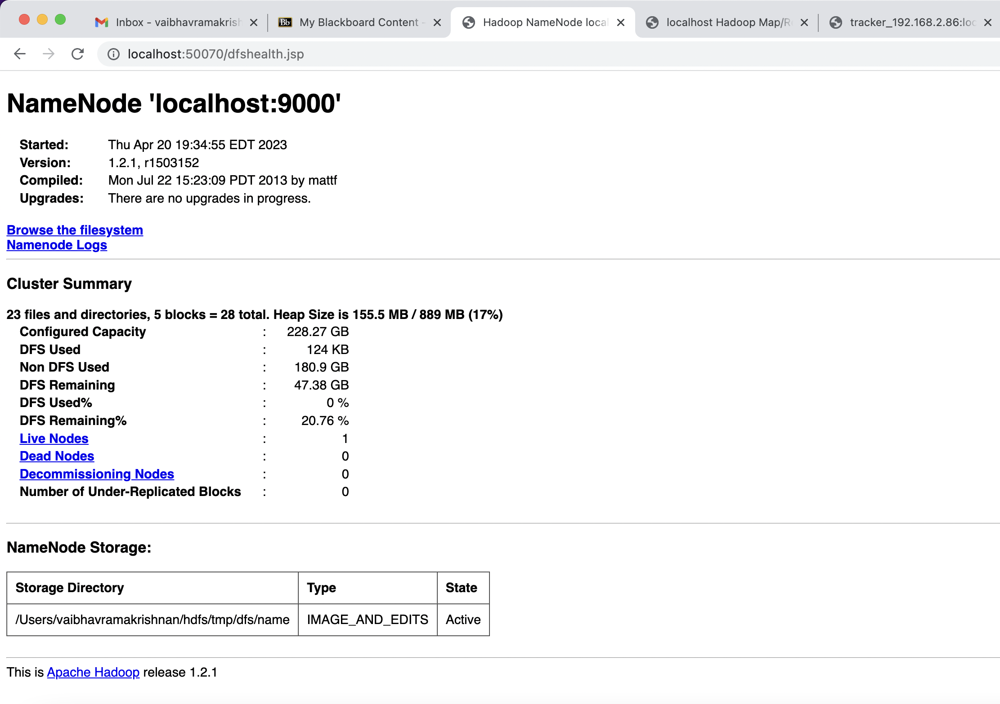 Inbox - vaibhavramakrish
My Blackboard Content -
Hadoop NameNode local
localhost Hadoop Map/Re
tracker_192.168.2.86:loc
localhost:50070/dfshealth.jsp
NameNode 'localhost:9000'
Started: Thu Apr 20 19:34:55 EDT 2023
Version: 1.2.1, r1503152
Compiled: Mon Jul 22 15:23:09 PDT 2013 by mattf
Upgrades: There are no upgrades in progress.
Browse the filesystem
Namenode Logs
Cluster Summary
23 files and directories, 5 blocks = 28 total. Heap Size is 155.5 MB / 889 MB (17%)
Configured Capacity : 228.27 GB
DFS Used : 124 KB
Non DFS Used : 180.9 GB
DFS Remaining : 47.38 GB
DFS Used% : 0 %
DFS Remaining% : 20.76 %
Live Nodes : 1
Dead Nodes : 0
Decommissioning Nodes : 0
Number of Under-Replicated Blocks : 0
NameNode Storage:
Storage Directory Type State
/Users/vaibhavramakrishnan/hdfs/tmp/dfs/name IMAGE_AND_EDITS Active
This is Apache Hadoop release 1.2.1